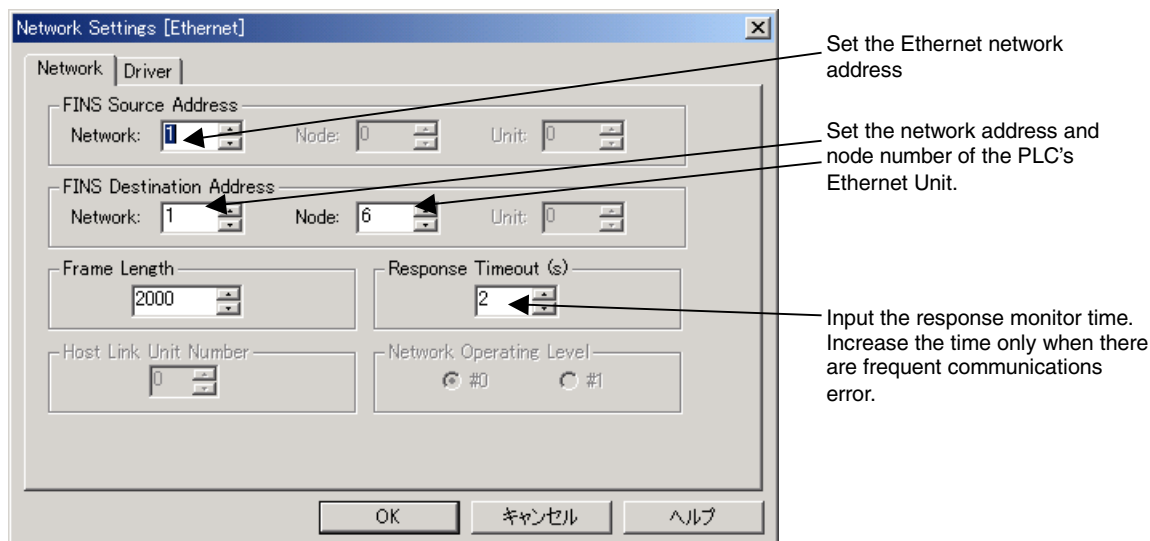 Network Settings [Ethernet]
Network Driver
FINS Source Address
Network: 1 Node: 0 Unit: 0
FINS Destination Address
Network: 1 Node: 6 Unit: 0
Frame Length Response Timeout (s)
2000 2
Host Link Unit Number Network Operating Level
0 #0 #1
OK キャンセル ヘルプ
Set the Ethernet network
address
Set the network address and
node number of the PLC's
Ethernet Unit.
Input the response monitor time.
Increase the time only when there
are frequent communications
error.